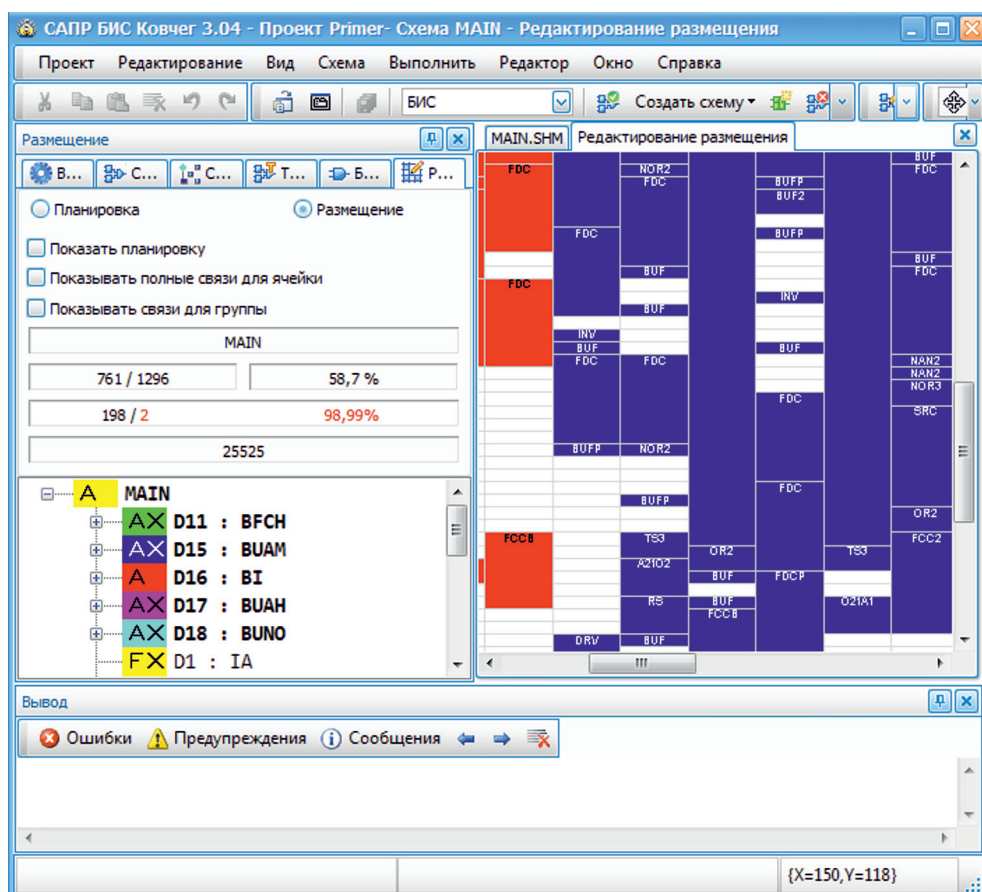 САПР БИС Ковчег 3.04 - Проект Primer- Схема MAIN - Редактирование размещения
Проект Редактирование Вид Схема Выполнить Редактор Окно Справка
БИС Создать схему
Размещение
В... С... С... Т... Б... Р...
Планировка Размещение
Показать планировку
Показывать полные связи для ячейки
Показывать связи для группы
MAIN
761 / 1296 58,7 %
198 / 2 98,99%
25525
A MAIN
AX D11 : BFCH
AX D15 : BUAM
A D16 : BI
AX D17 : BUAH
AX D18 : BUNO
FX D1 : IA
MAIN.SHM Редактирование размещения
BUF
FDC NOR2 FDC
FDC BUFP
BUF2
FDC BUFP
BUF
BUF FDC
FDC
INV
BUF
INV
BUF BUF
FDC FDC NAN2
NAN2
NOR3
FDC
SRC
BUFP NOR2
FDC
BUFP
OR2
FCC8 TS3 FCC2
OR2 TS3
A2102
BUF FDCP
RS BUF O21A1
FCC8
DRV BUF
Вывод
Ошибки Предупреждения Сообщения
{X=150,Y=118}